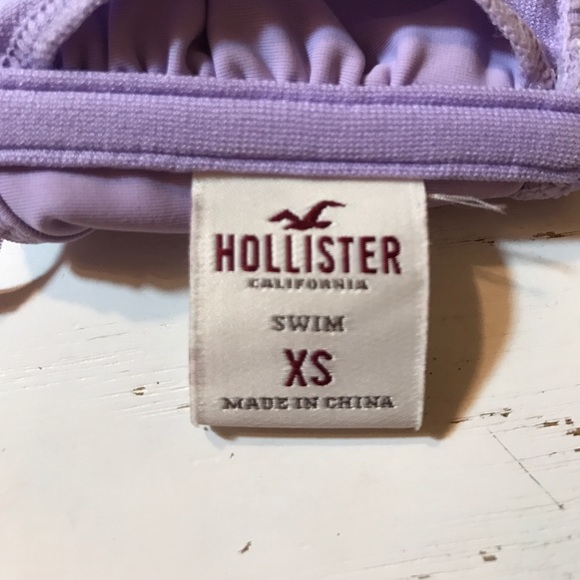 HOLLISTER
CALIFORNIA
SWIM
XS
MADE IN CHINA